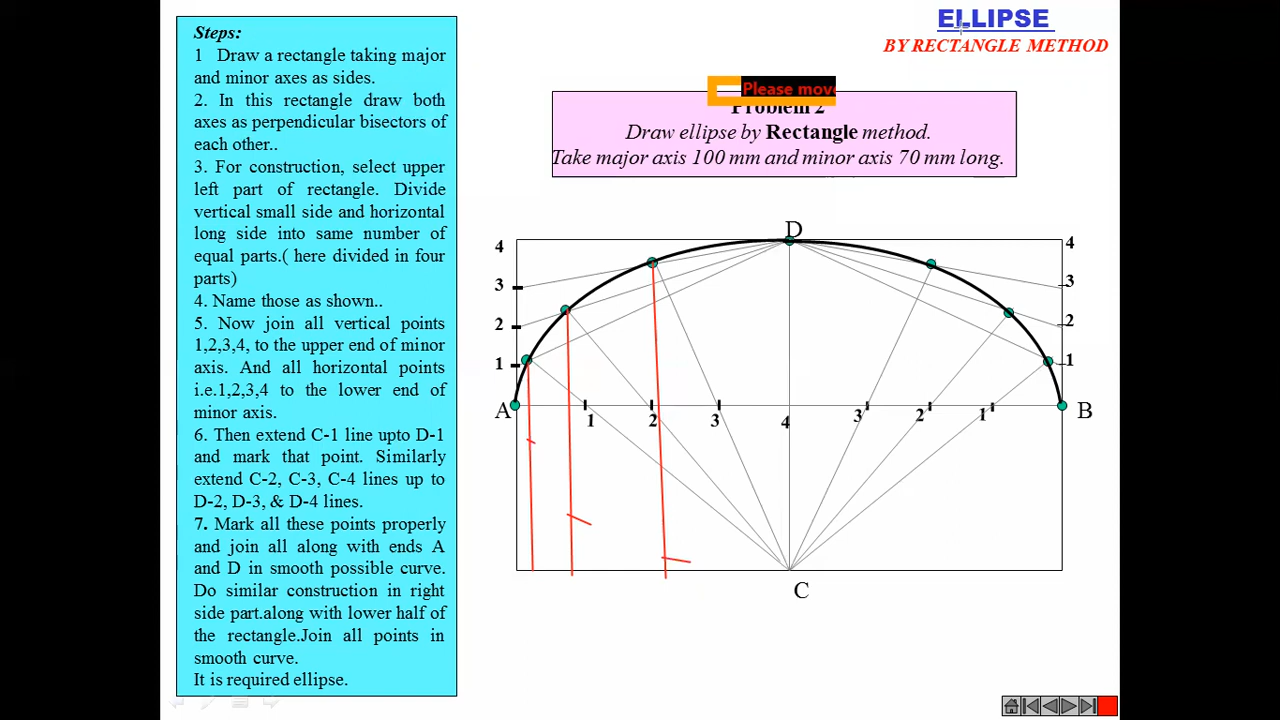 ELLIPSE
BY RECTANGLE METHOD
Steps:
1 Draw a rectangle taking major
and minor axes as sides.
2. In this rectangle draw both
axes as perpendicular bisectors of
each other..
3. For construction, select upper
left part of rectangle. Divide
vertical small side and horizontal
long side into same number of
equal parts.( here divided in four
parts)
4. Name those as shown..
5. Now join all vertical points
1,2,3,4, to the upper end of minor
axis. And all horizontal points
i.e.1,2,3,4 to the lower end of
minor axis.
6. Then extend C-1 line upto D-1
and mark that point. Similarly
extend C-2, C-3, C-4 lines up to
D-2, D-3, & D-4 lines.
7. Mark all these points properly
and join all along with ends A
and D in smooth possible curve.
Do similar construction in right
side part.along with lower half of
the rectangle.Join all points in
smooth curve.
It is required ellipse.
Please move
Problem 2
Draw ellipse by Rectangle method.
Take major axis 100 mm and minor axis 70 mm long.
D
4 4
3 3
2 2
1 1
A B
1 2 3 4 3 2 1
C